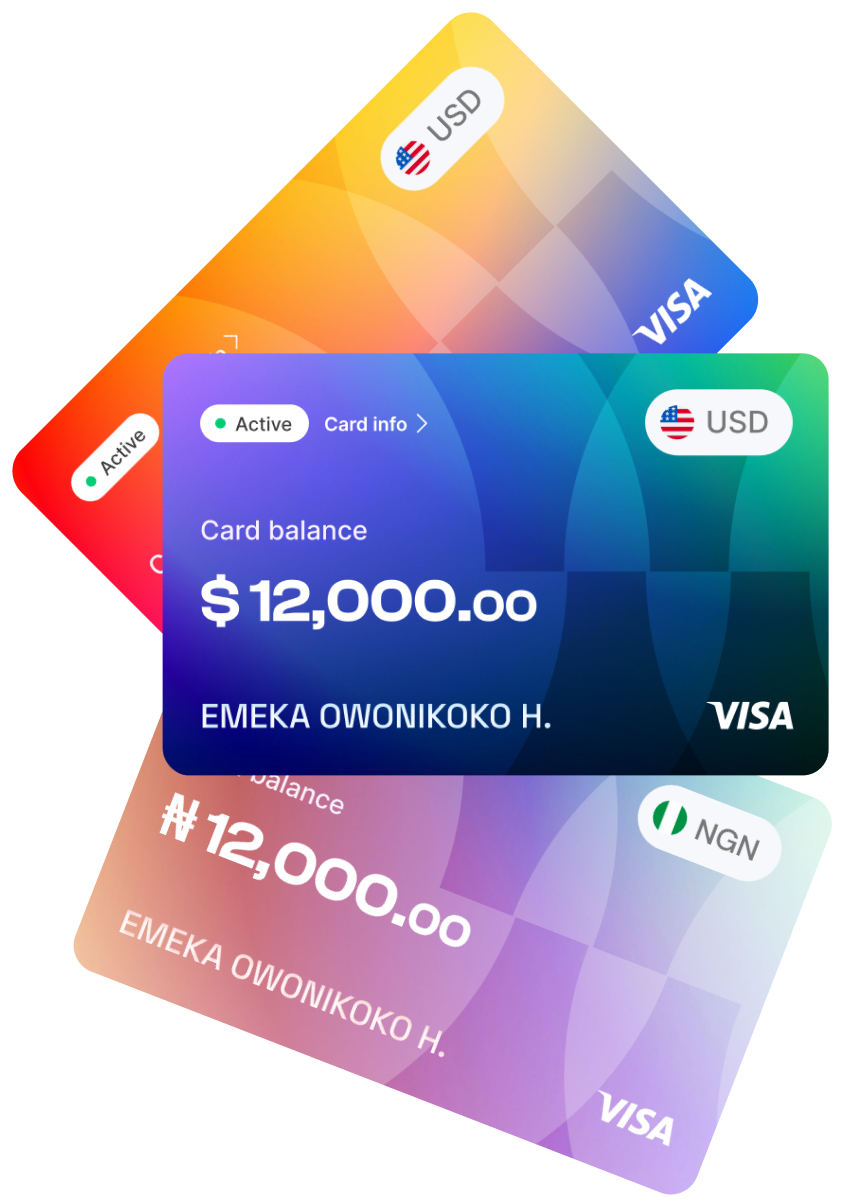 USD
VISA
Active
Active
Card info
USD
Card balance
$ 12,000.00
EMEKA OWONIKOKO H.
VISA
balance
₦ 12,000.00
NGN
EMEKA OWONIKOKO H.
VISA